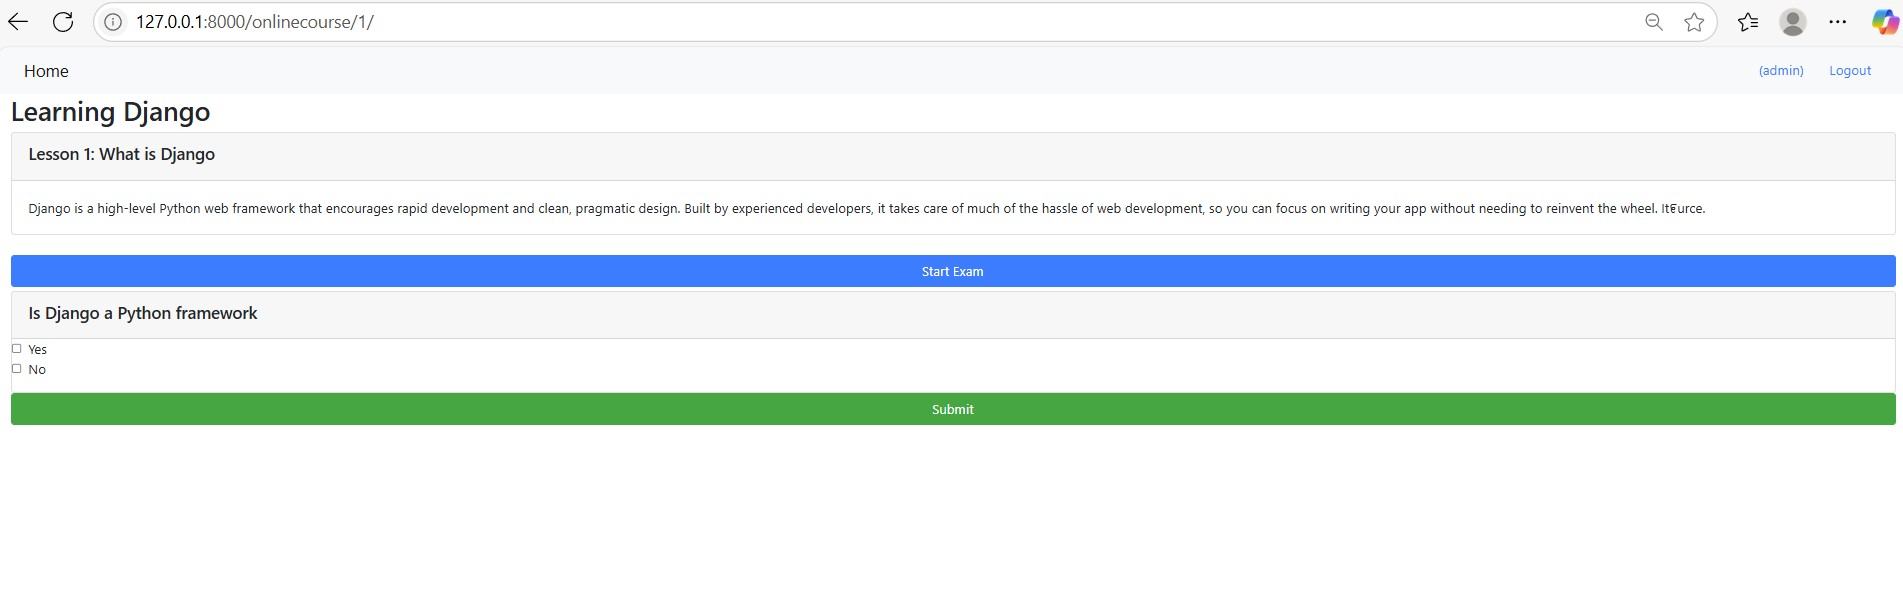 127.0.0.1:8000/onlinecourse/1/
Home (admin) Logout
Learning Django
Lesson 1: What is Django
Django is a high-level Python web framework that encourages rapid development and clean, pragmatic design. Built by experienced developers, it takes care of much of the hassle of web development, so you can focus on writing your app without needing to reinvent the wheel.
Start Exam
Is Django a Python framework
Yes
No
Submit